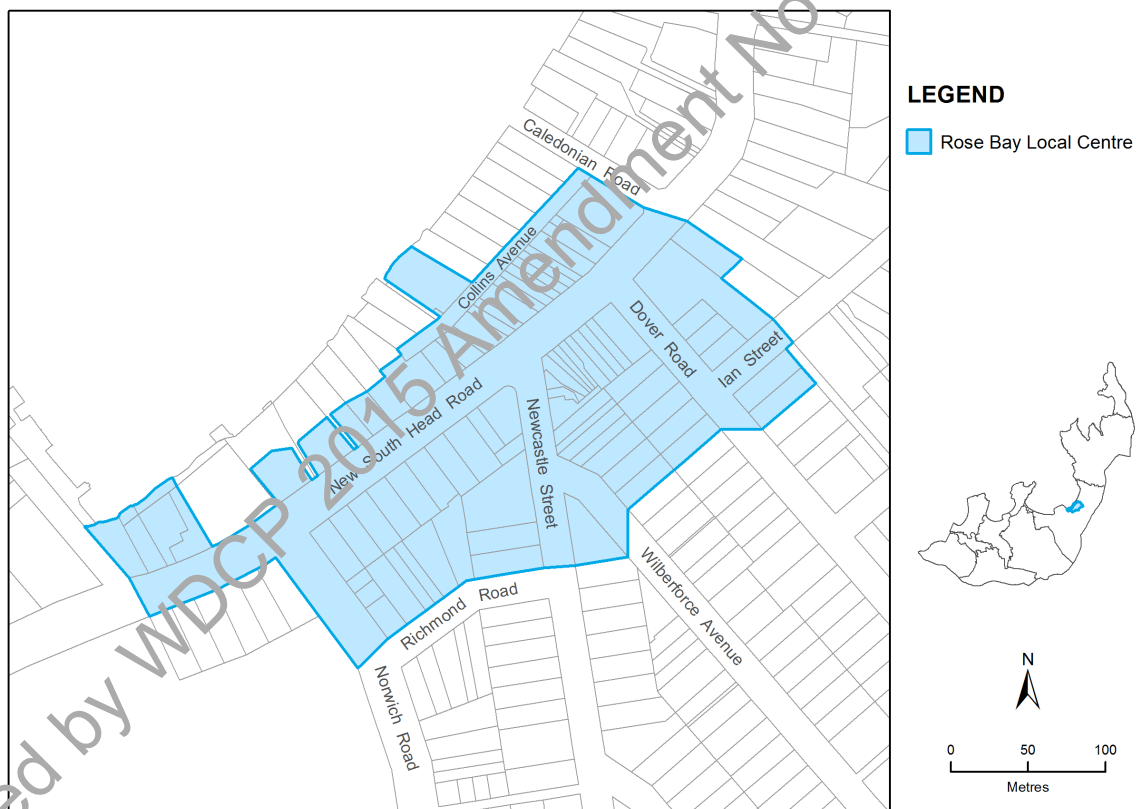 Caledonian Road
Collins Avenue
Dover Road
Ian Street
New South Head Road
Newcastle Street
Richmond Road
Wilberforce Avenue
Norwich Road
ed by WDCP 2015 Amendment No
LEGEND
Rose Bay Local Centre
N
0 50 100
Metres